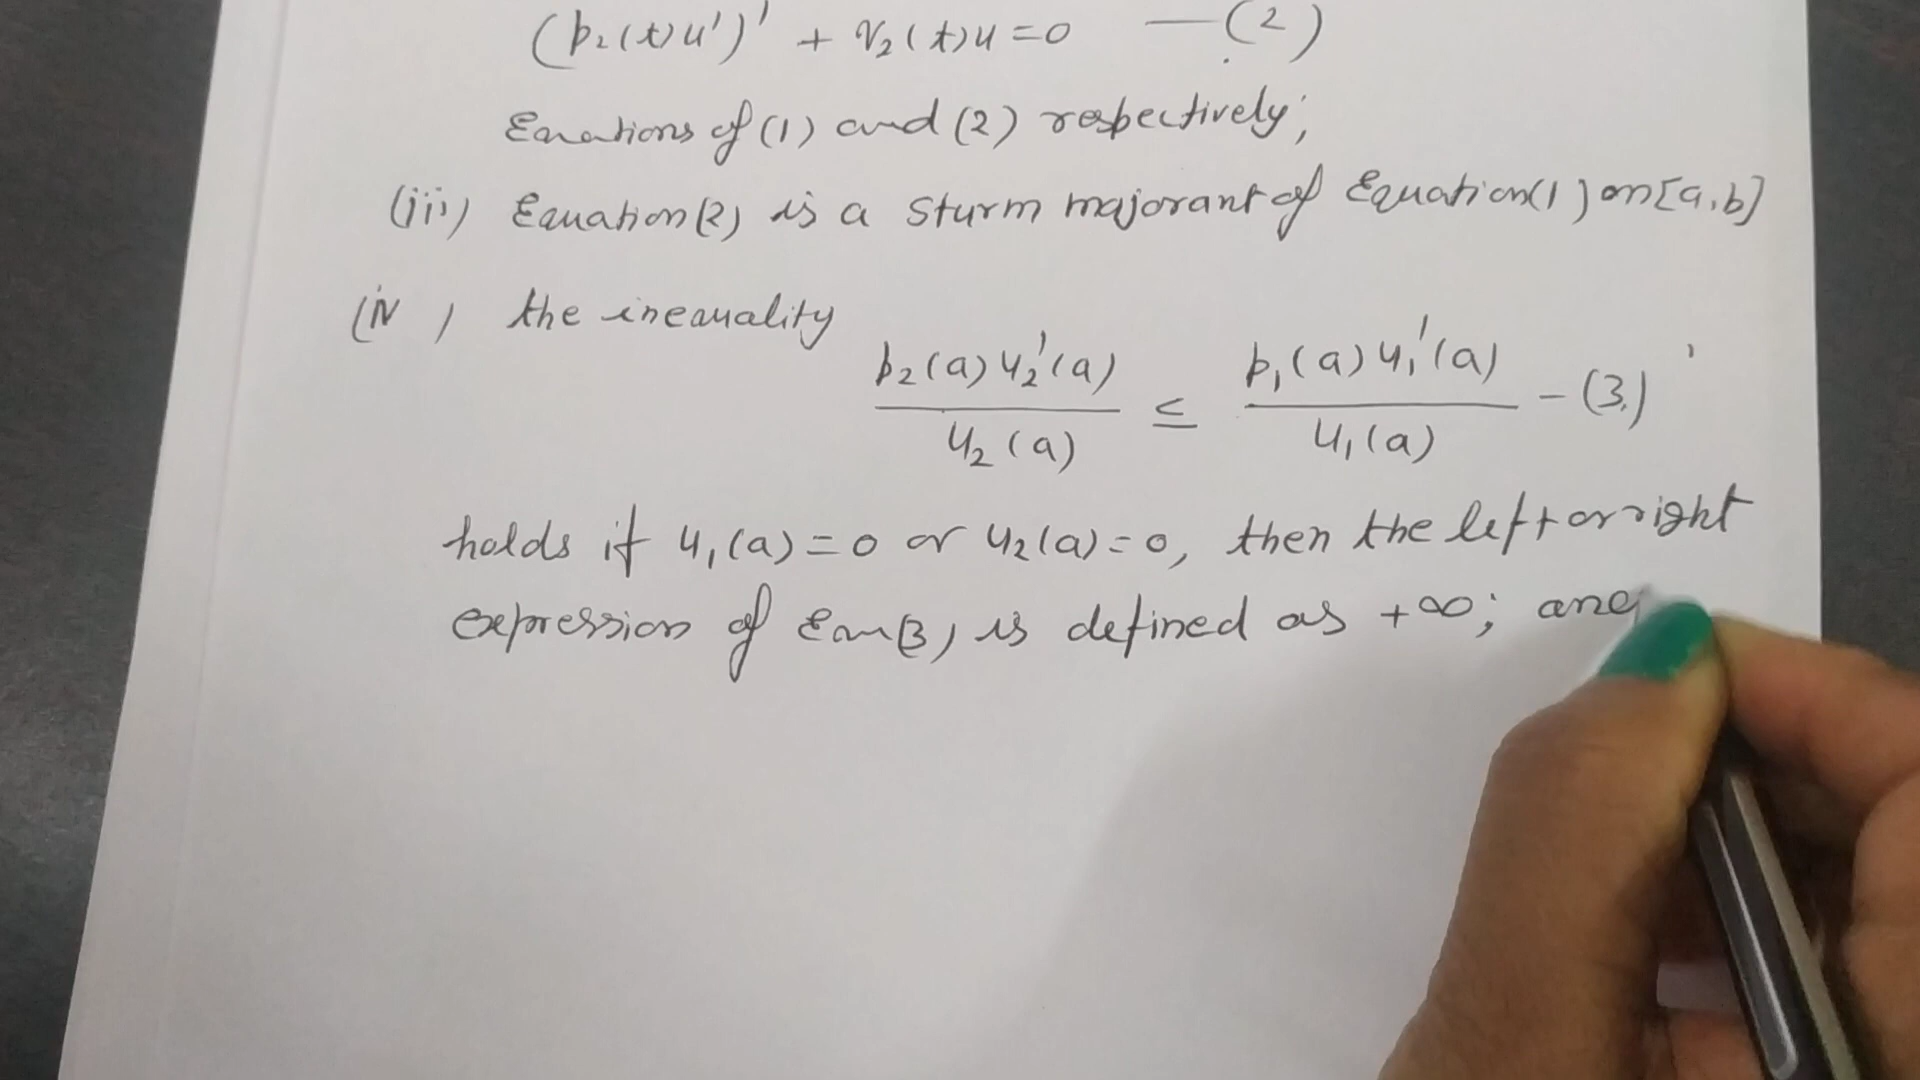 (p₂(t)u')' + r₂(t)u = 0 —(2)
Equations of (1) and (2) respectively;
(iii) Equation(2) is a Sturm majorant of Equation(1) on [a,b]
(iv) the inequality
p₂(a)u₂'(a) / u₂(a) ≤ p₁(a)u₁'(a) / u₁(a) – (3)
holds if u₁(a) = 0 or u₂(a) = 0, then the left or right
expression of Eqn(3) is defined as +∞; and